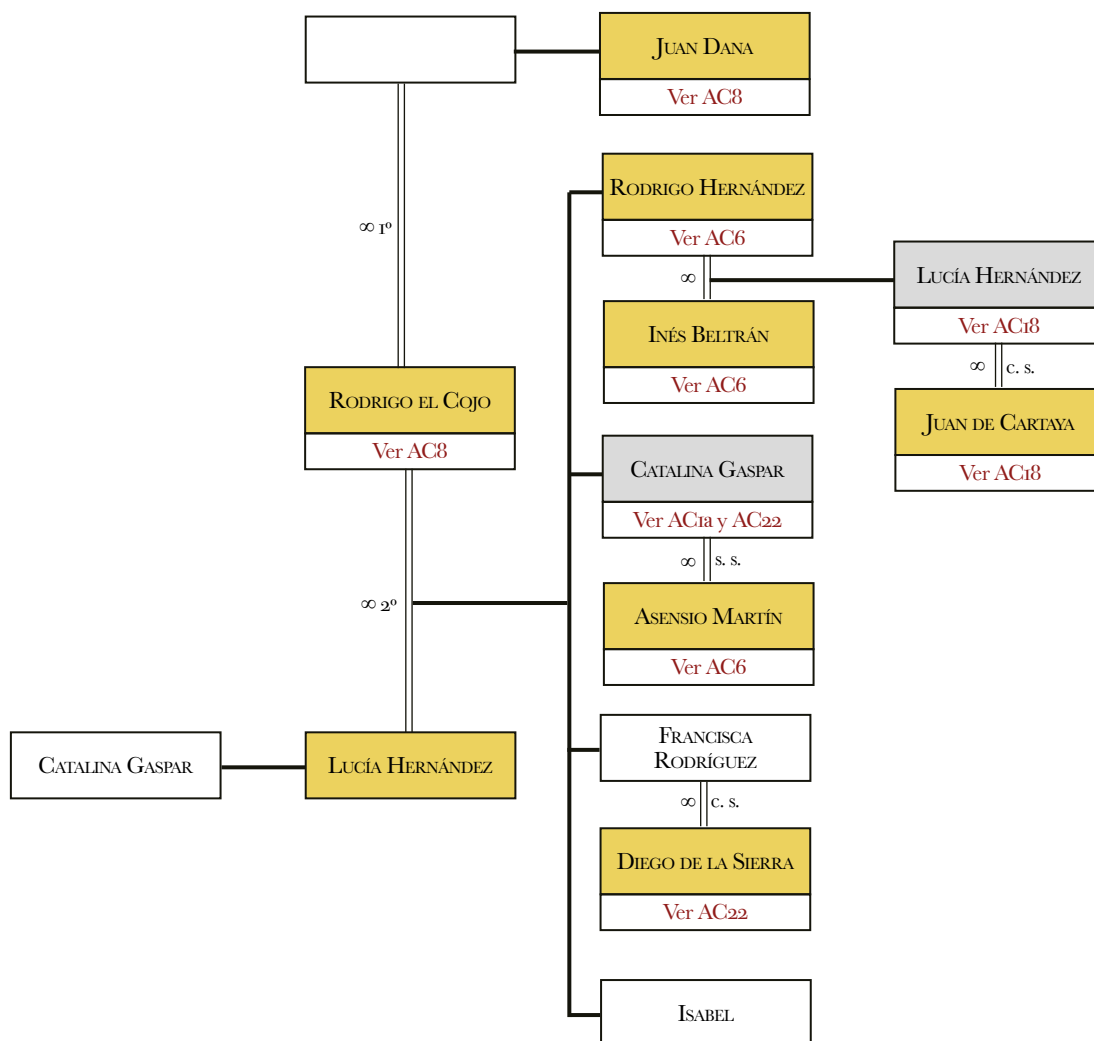 Juan Dana
Ver AC8
Rodrigo Hernández
Ver AC6
∞ 1º
Lucía Hernández
Ver AC18
∞
Inés Beltrán
Ver AC6
∞ c. s.
Rodrigo el Cojo
Ver AC8
Juan de Cartaya
Ver AC18
Catalina Gaspar
Ver AC1a y AC22
∞ s. s.
∞ 2º
Asensio Martín
Ver AC6
Francisca
Rodríguez
Catalina Gaspar
Lucía Hernández
∞ c. s.
Diego de la Sierra
Ver AC22
Isabel